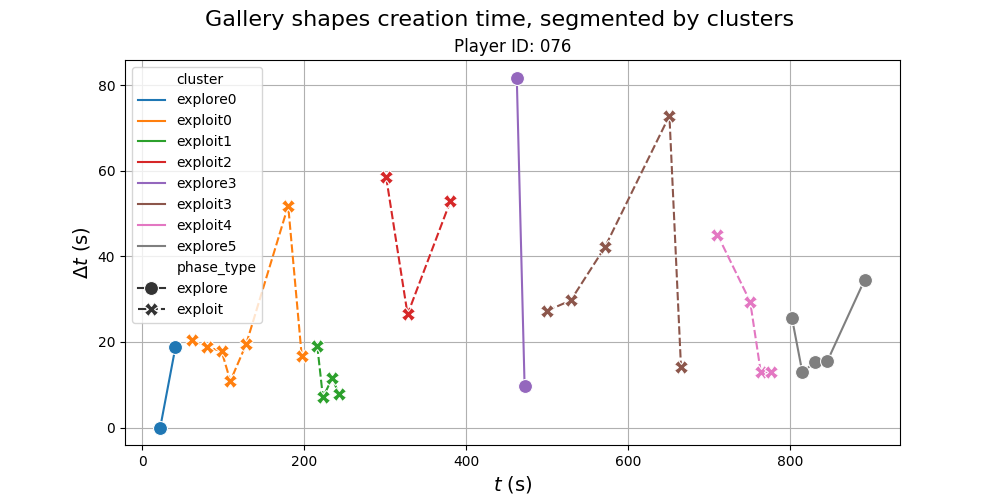 Gallery shapes creation time, segmented by clusters
Player ID: 076
cluster
explore0
exploit0
exploit1
exploit2
explore3
exploit3
exploit4
explore5
phase_type
explore
exploit
80
60
40
20
0
Δt (s)
0 200 400 600 800
t (s)